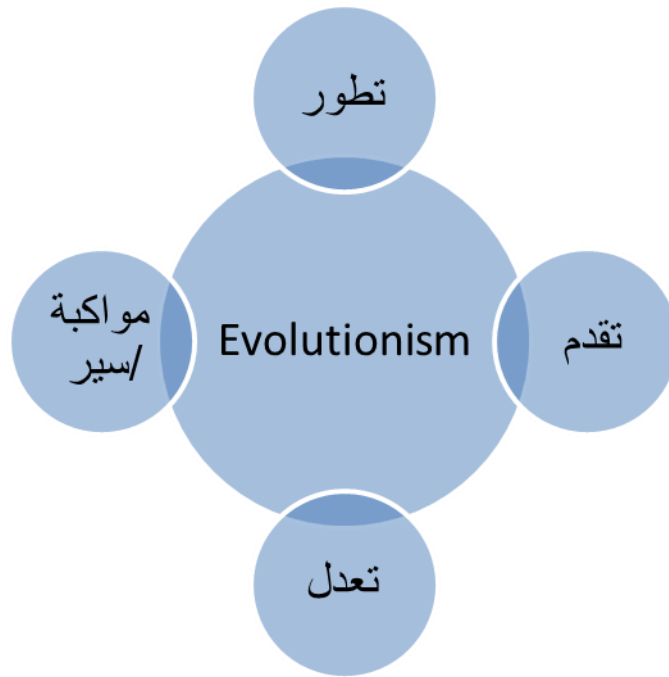 تطور
مواكبة
/سير
Evolutionism
تقدم
تعدل